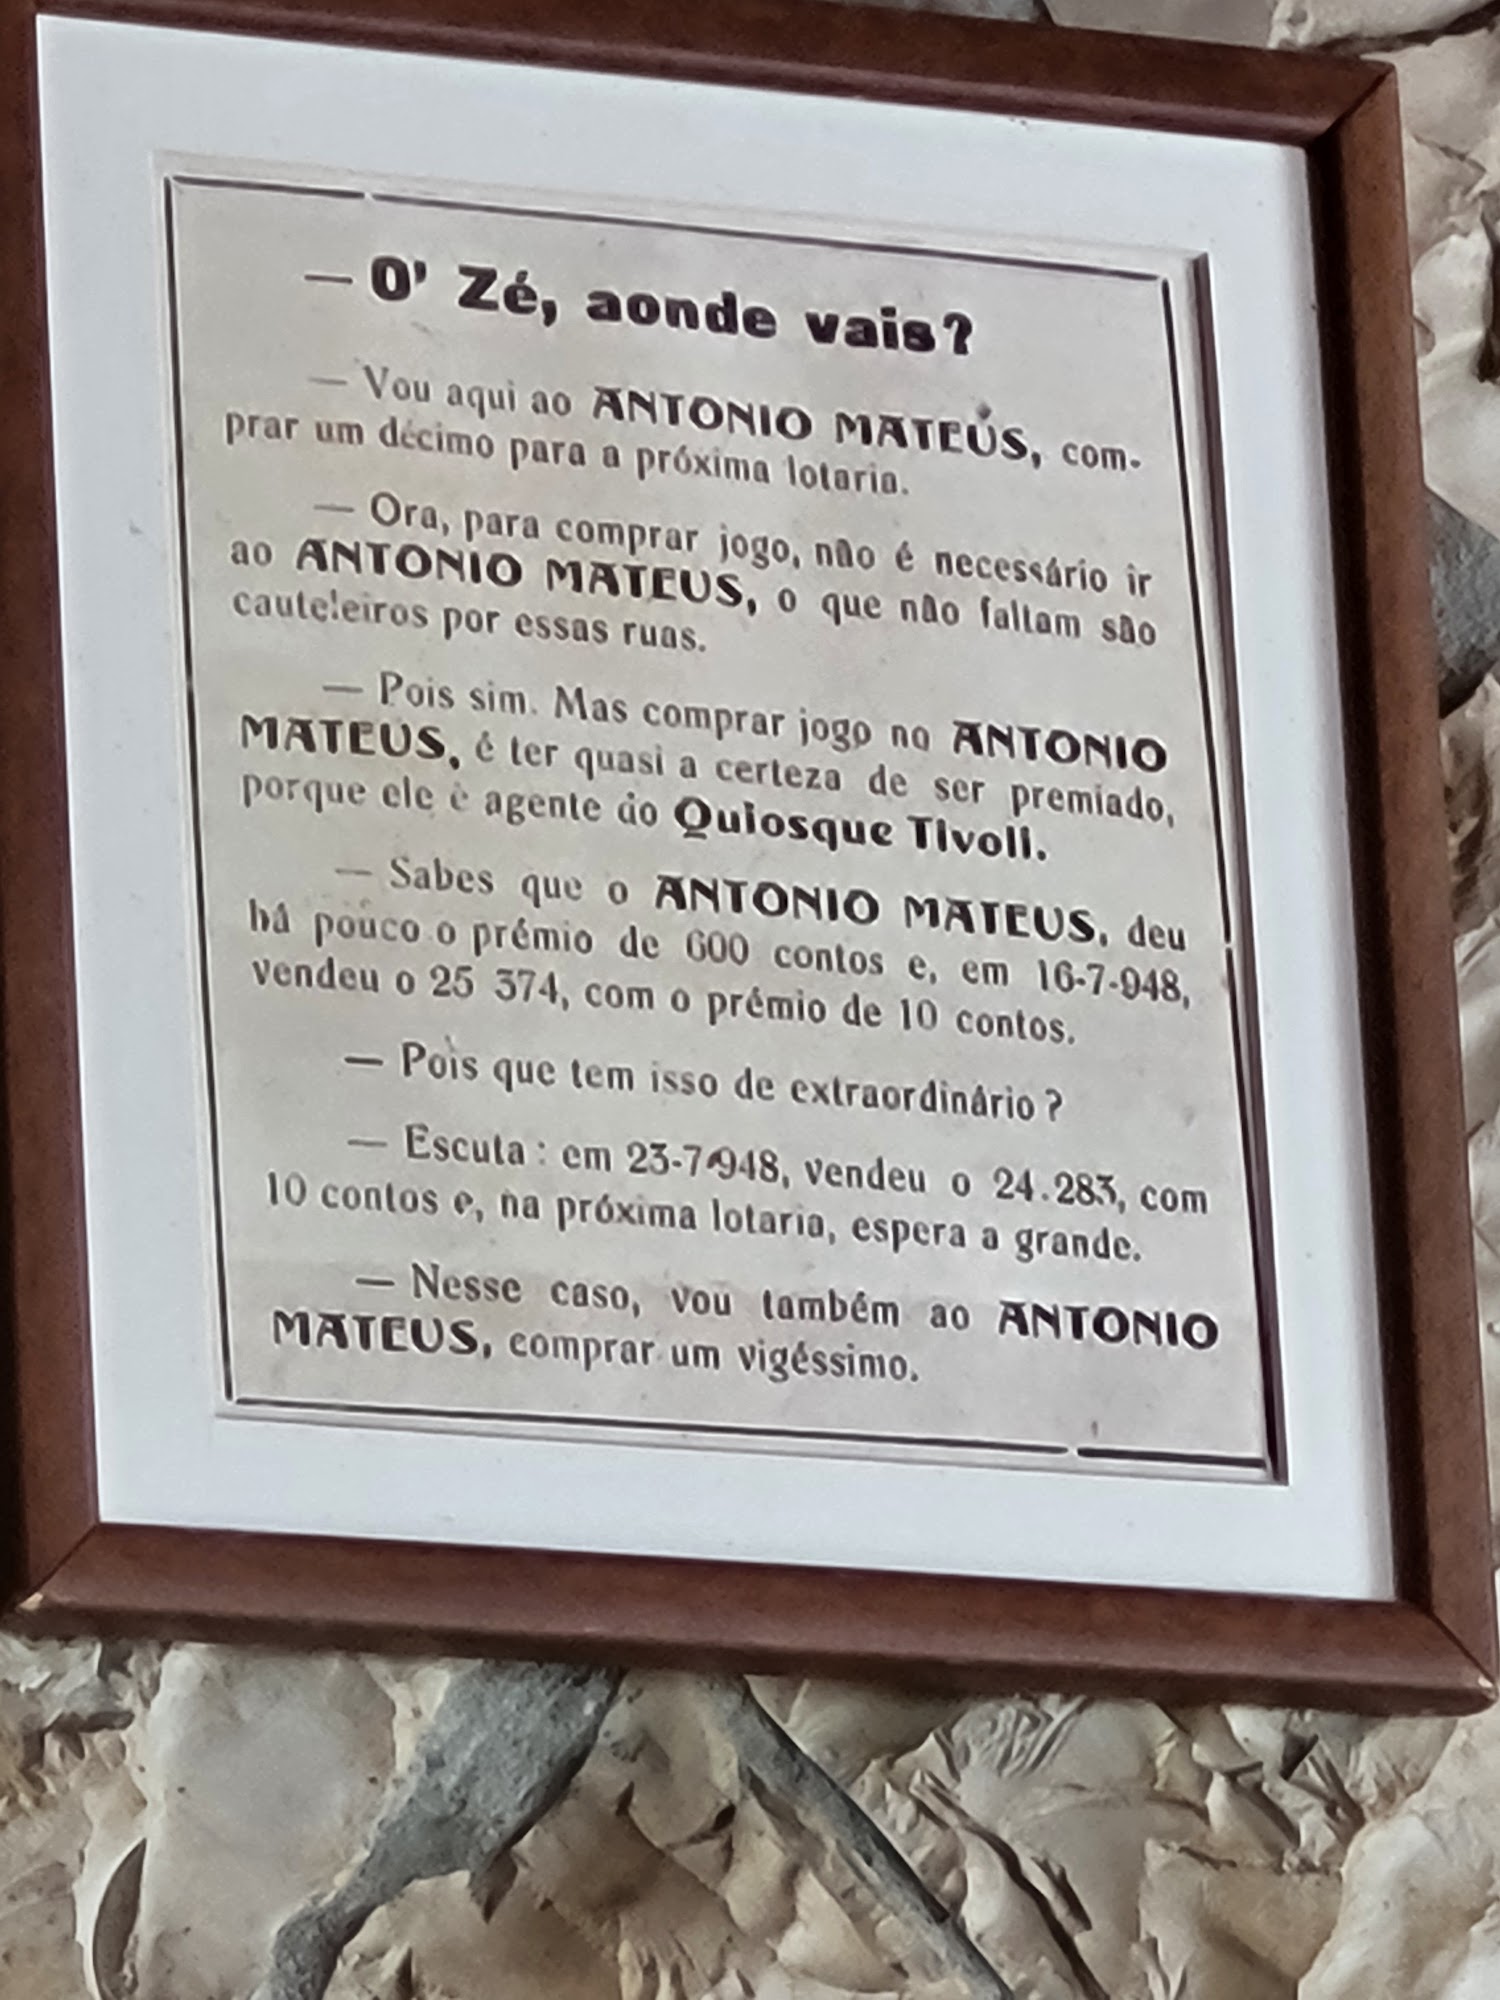 — O' Zé, aonde vais?
— Vou aqui ao ANTONIO MATEUS, com-
prar um décimo para a próxima lotaria.
— Ora, para comprar jogo, não é necessário ir
ao ANTONIO MATEUS, o que não faltam são
cauteleiros por essas ruas.
— Pois sim. Mas comprar jogo no ANTONIO
MATEUS, é ter quasi a certeza de ser premiado,
porque ele è agente do Quiosque Tivoli.
— Sabes que o ANTONIO MATEUS, deu
há pouco o prémio de 600 contos e, em 16-7-948,
vendeu o 25 374, com o prémio de 10 contos.
— Pois que tem isso de extraordinário?
— Escuta : em 23-7-948, vendeu o 24.283, com
10 contos e, na próxima lotaria, espera a grande.
— Nesse caso, vou também ao ANTONIO
MATEUS, comprar um vigéssimo.